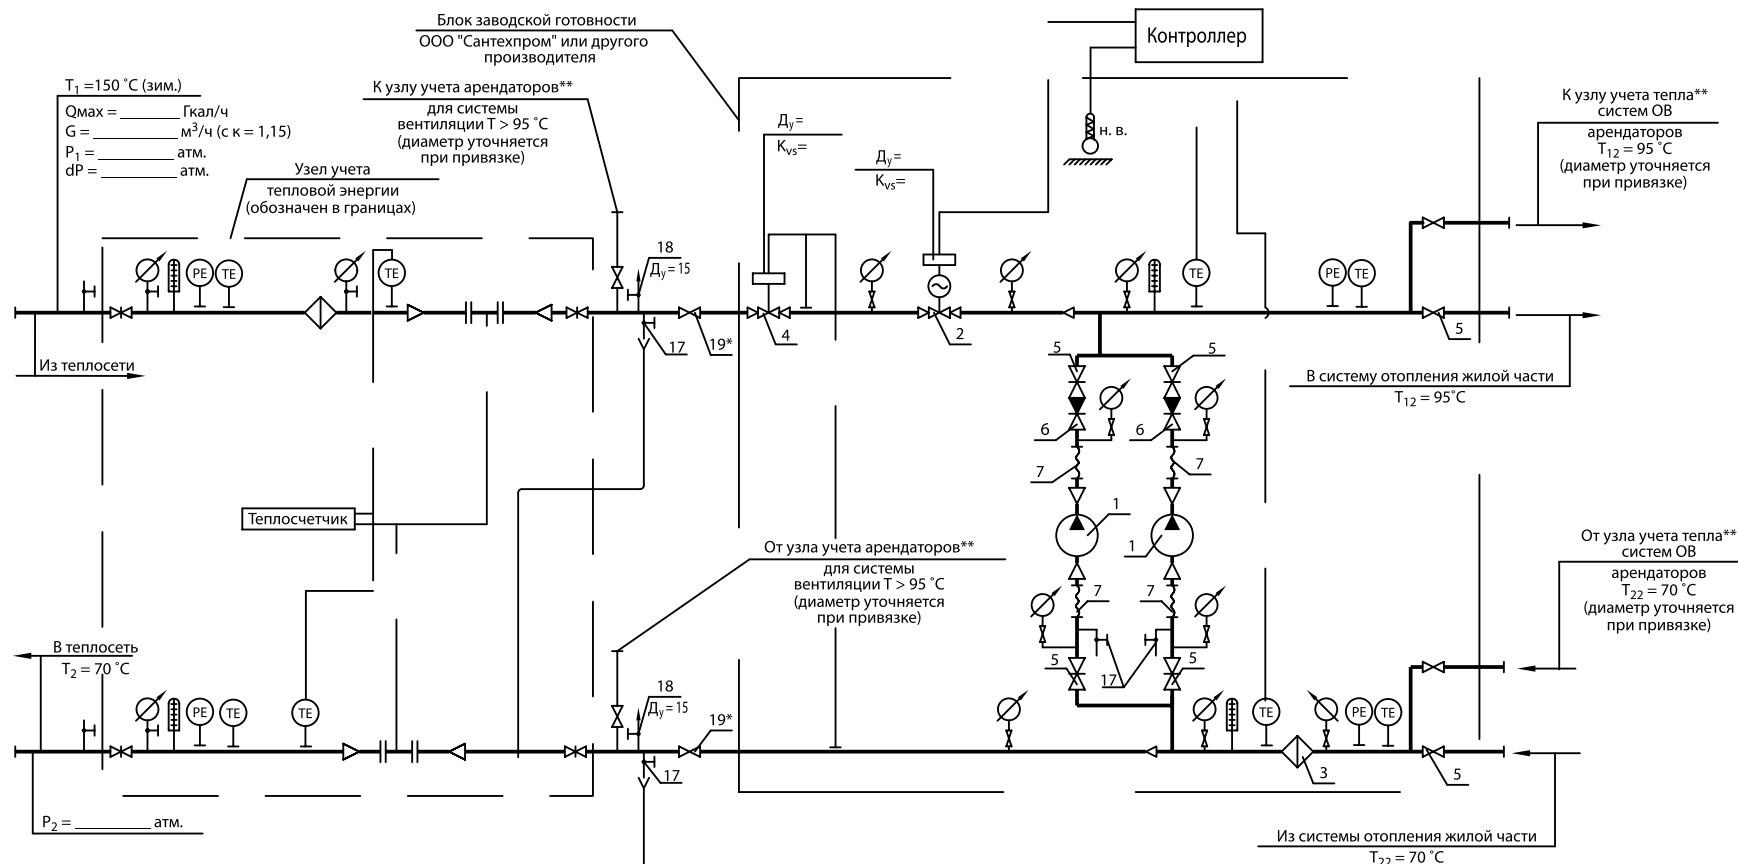 Блок заводской готовности
ООО "Сантехпром" или другого
производителя
Контроллер
T₁ =150 ˚C (зим.)
Qмах = _______ Гкал/ч
G = __________ м³/ч (с к = 1,15)
P₁ = _________ атм.
dP = _________ атм.
К узлу учета арендаторов**
для системы
вентиляции T > 95 ˚C
(диаметр уточняется
при привязке)
Узел учета
тепловой энергии
(обозначен в границах)
Ду =
Kvs=
Ду =
Kvs=
н. в.
К узлу учета тепла**
систем ОВ
арендаторов
T₁₂ = 95 ˚C
(диаметр уточняется
при привязке)
18
Ду = 15
PE
TE
TE
TE
PE
TE
17
19*
4
2
5
Из теплосети
5
5
В систему отопления жилой части
T₁₂ = 95˚C
6
6
7
7
Теплосчетчик
1
1
От узла учета арендаторов**
для системы
вентиляции T > 95 ˚C
(диаметр уточняется
при привязке)
От узла учета тепла**
систем ОВ
арендаторов
T₂₂ = 70 ˚C
(диаметр уточняется
при привязке)
7
7
В теплосеть
T₂ = 70 ˚C
5
17
5
18
Ду = 15
19*
PE
TE
TE
TE
PE
TE
17
3
5
P₂ = _________ атм.
Из системы отопления жилой части
T₂₂ = 70 ˚C